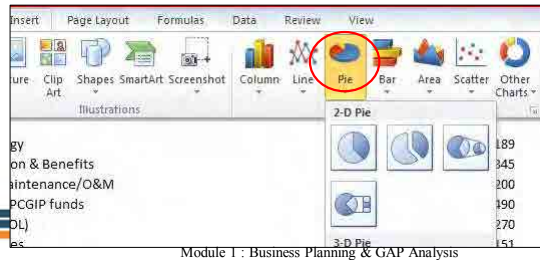 Insert Page Layout Formulas Data Review View
ure Clip Art Shapes SmartArt Screenshot Column Line Pie Bar Area Scatter Other Charts
Illustrations
2-D Pie
gy 189
on & Benefits 345
aintenance/O&M 200
PCGIP funds 490
OL) 270
es 151
3-D Pie
Module 1 : Business Planning & GAP Analysis